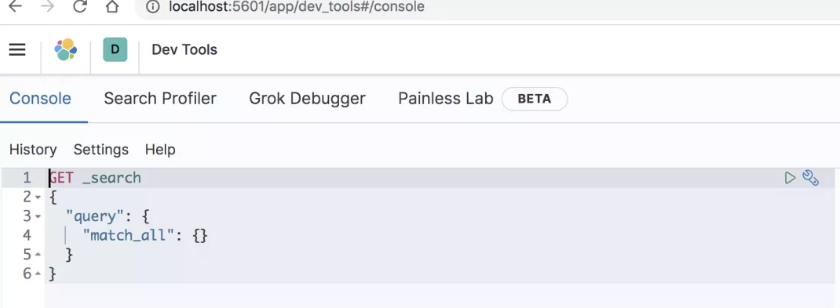 localhost:5601/app/dev_tools#/console
D Dev Tools
Console Search Profiler Grok Debugger Painless Lab BETA
History Settings Help
1 GET _search
2 {
3 "query": {
4 "match_all": {}
5 }
6 }